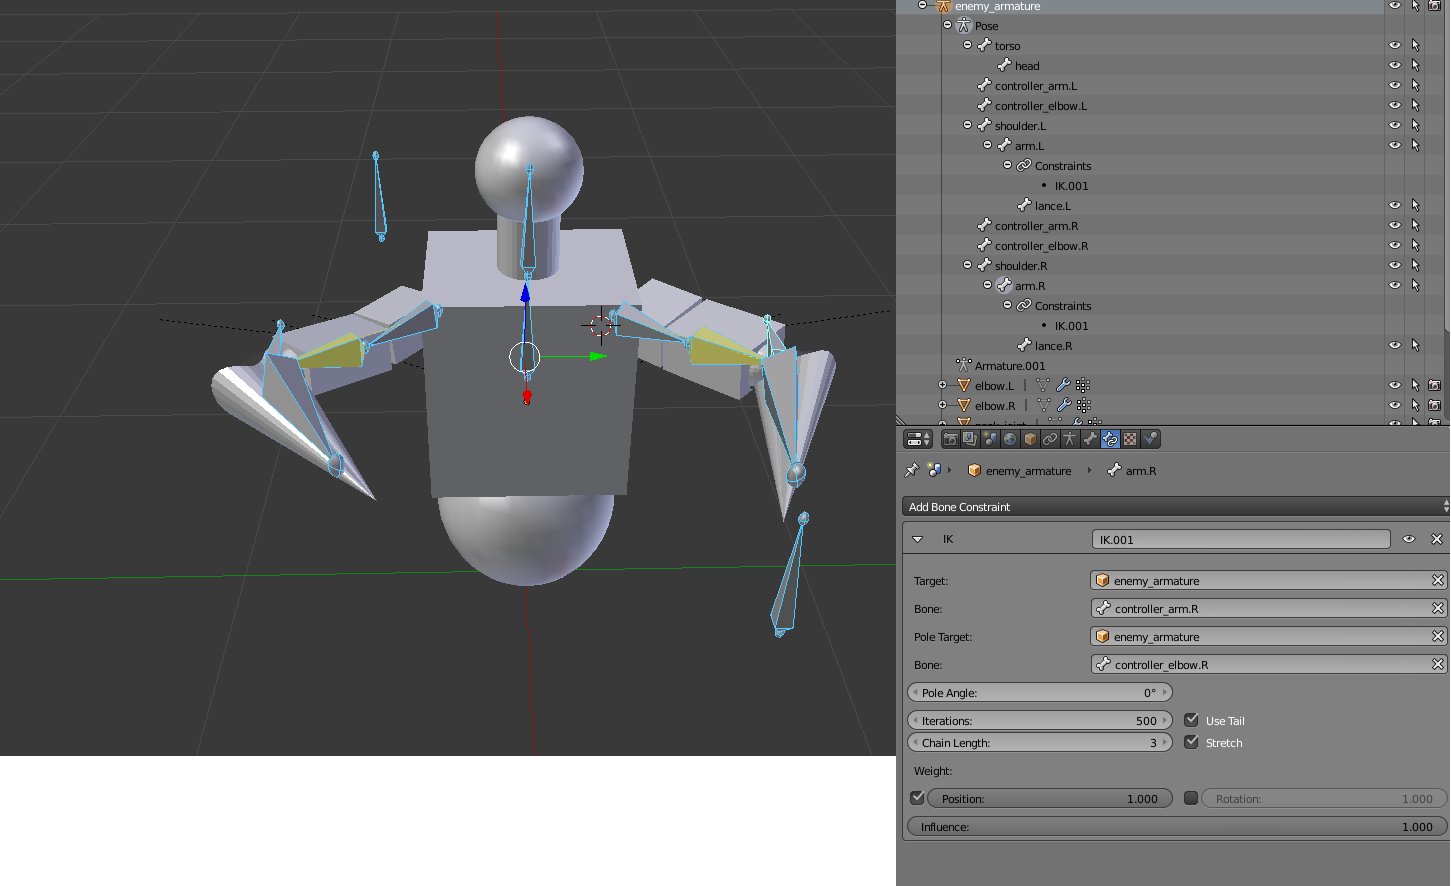 enemy_armature
Pose
torso
head
controller_arm.L
controller_elbow.L
shoulder.L
arm.L
Constraints
IK.001
lance.L
controller_arm.R
controller_elbow.R
shoulder.R
arm.R
Constraints
IK.001
lance.R
Armature.001
elbow.L
elbow.R
enemy_armature arm.R
Add Bone Constraint
IK IK.001
Target: enemy_armature
Bone: controller_arm.R
Pole Target: enemy_armature
Bone: controller_elbow.R
Pole Angle: 0°
Iterations: 500 Use Tail
Chain Length: 3 Stretch
Weight:
Position: 1.000 Rotation: 1.000
Influence: 1.000